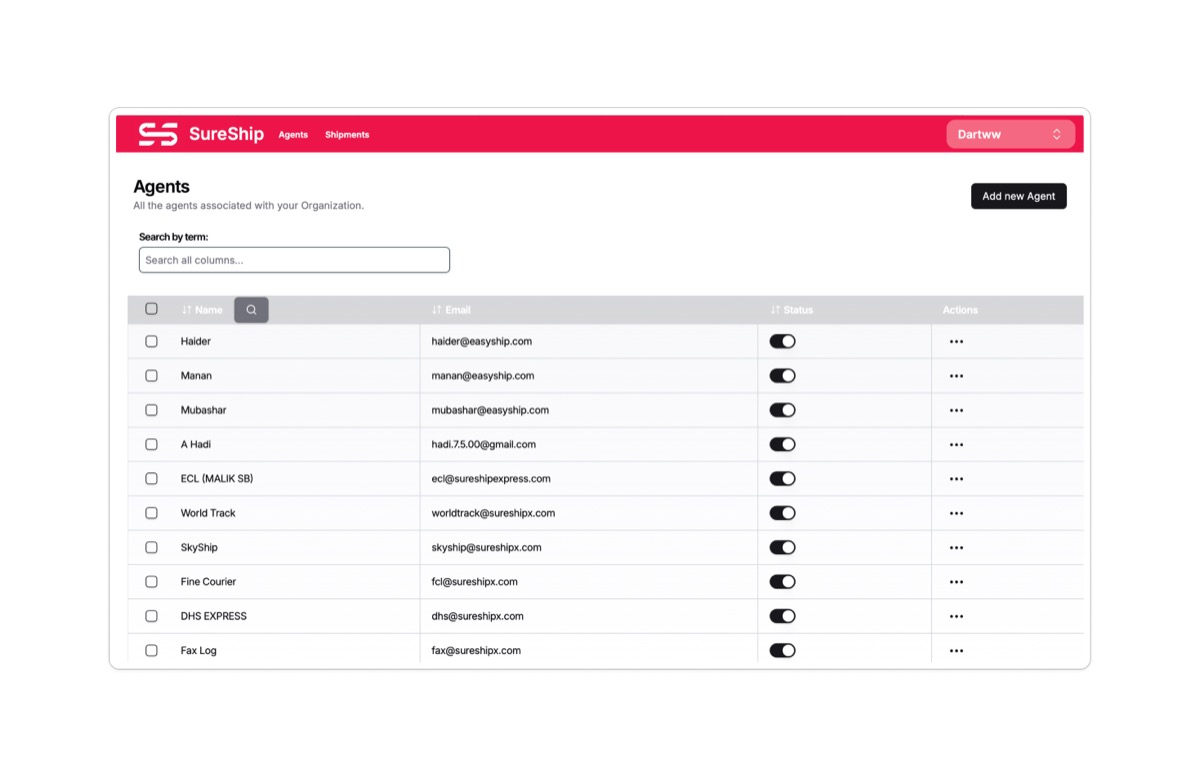 SureShip Agents Shipments Dartww
Agents
All the agents associated with your Organization.
Add new Agent
Search by term:
Search all columns...
Name Email Status Actions
Haider haider@easyship.com
Manan manan@easyship.com
Mubashar mubashar@easyship.com
A Hadi hadi.7.5.00@gmail.com
ECL (MALIK SB) ecl@sureshipexpress.com
World Track worldtrack@sureshipx.com
SkyShip skyship@sureshipx.com
Fine Courier fcl@sureshipx.com
DHS EXPRESS dhs@sureshipx.com
Fax Log fax@sureshipx.com